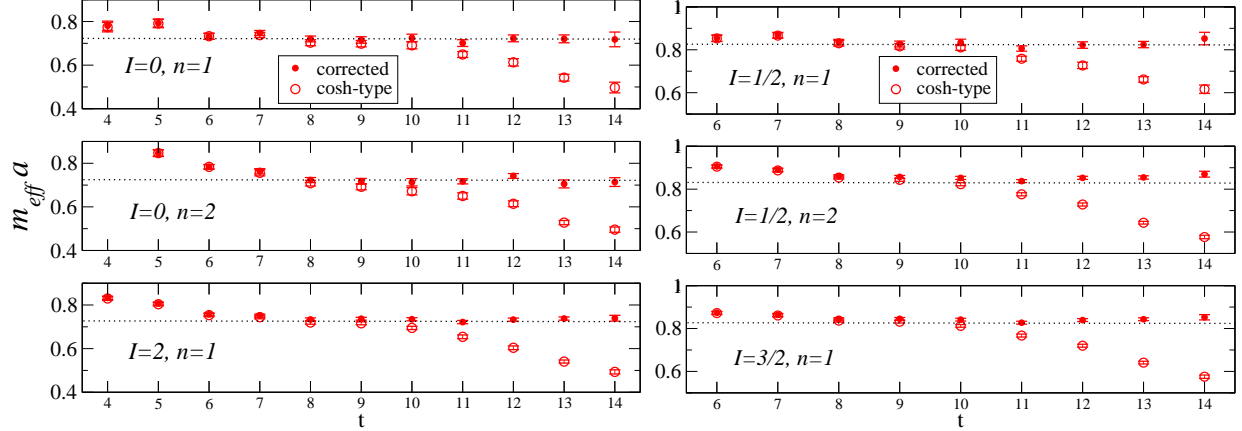 m_eff a
0.8
0.6
0.4
I=0, n=1
corrected
cosh-type
4 5 6 7 8 9 10 11 12 13 14
0.8
0.6
0.4
I=0, n=2
4 5 6 7 8 9 10 11 12 13 14
0.8
0.6
0.4
I=2, n=1
4 5 6 7 8 9 10 11 12 13 14
t
1
0.8
0.6
I=1/2, n=1
corrected
cosh-type
6 7 8 9 10 11 12 13 14
1
0.8
0.6
I=1/2, n=2
6 7 8 9 10 11 12 13 14
1
0.8
0.6
I=3/2, n=1
6 7 8 9 10 11 12 13 14
t